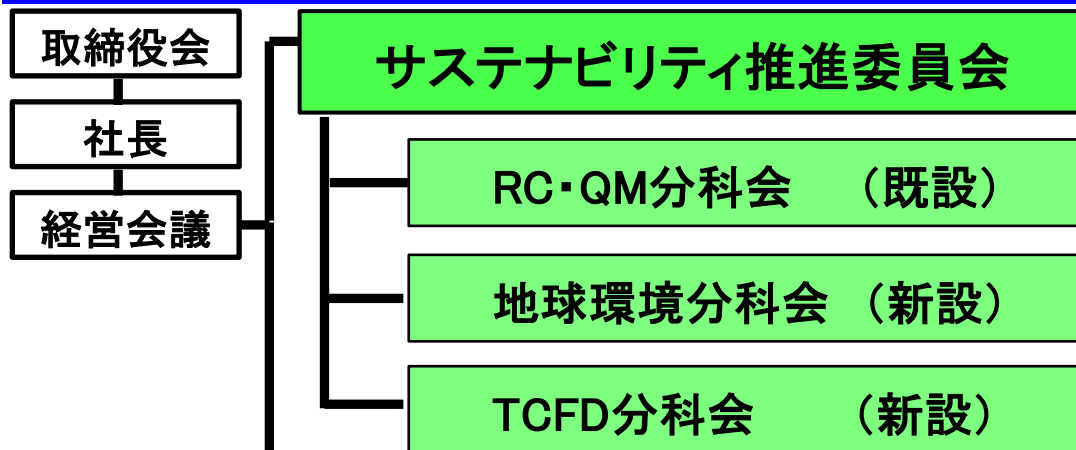 取締役会
社長
経営会議
サステナビリティ推進委員会
RC・QM分科会 （既設）
地球環境分科会 （新設）
TCFD分科会 （新設）